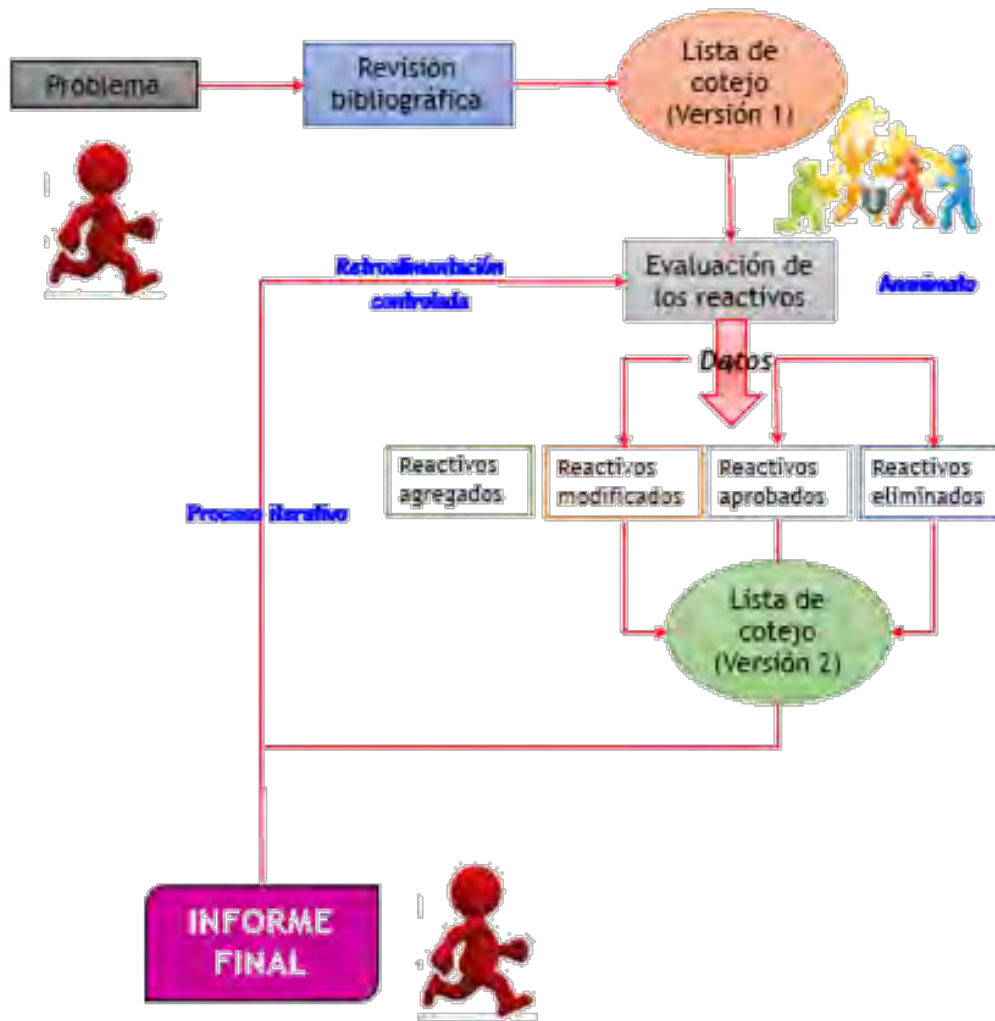 Problema
Revisión
bibliográfica
Lista de
cotejo
(Versión 1)
Retroalimentación
controlada
Evaluación de
los reactivos
Anonimato
Datos
Reactivos
agregados
Reactivos
modificados
Reactivos
aprobados
Reactivos
eliminados
Proceso iterativo
Lista de
cotejo
(Versión 2)
INFORME
FINAL